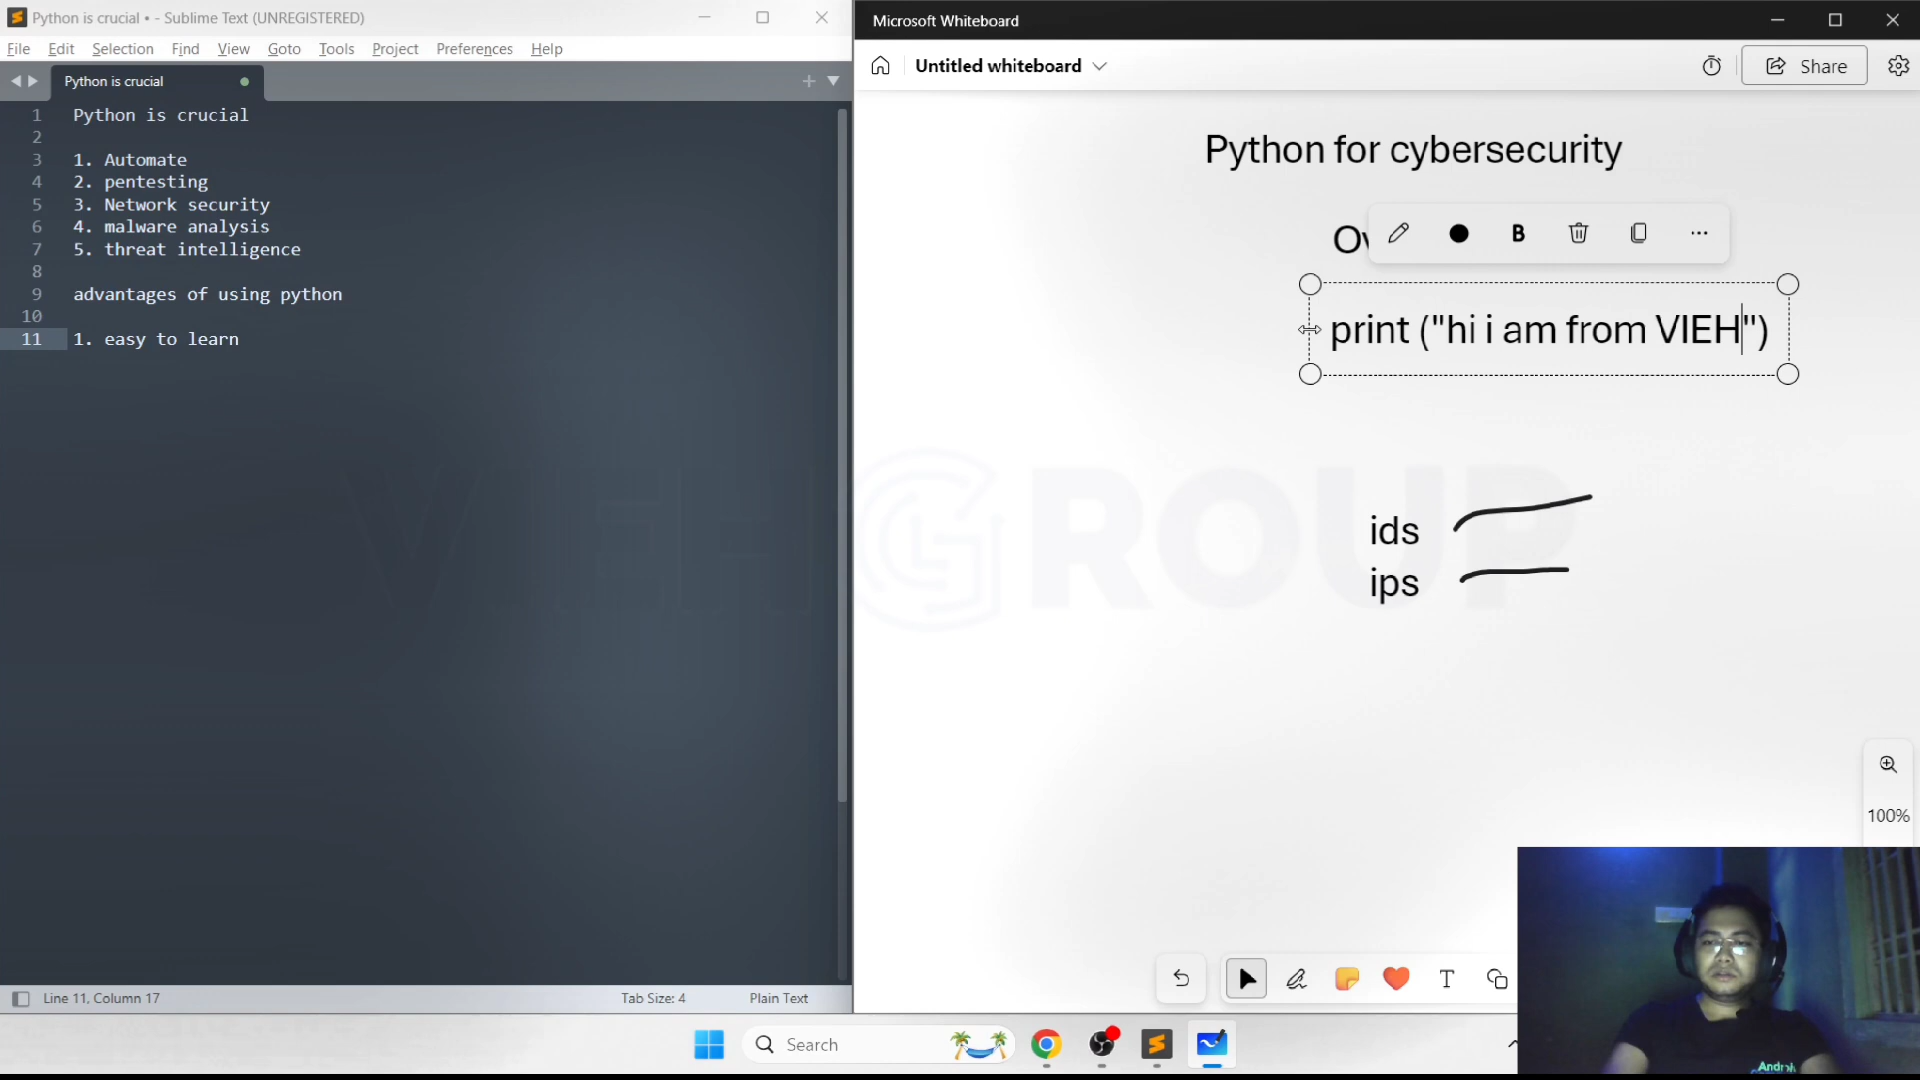 Python is crucial • - Sublime Text (UNREGISTERED)
File Edit Selection Find View Goto Tools Project Preferences Help
Python is crucial
1 Python is crucial
2
3 1. Automate
4 2. pentesting
5 3. Network security
6 4. malware analysis
7 5. threat intelligence
8
9 advantages of using python
10
11 1. easy to learn
Line 11, Column 17
Tab Size: 4
Plain Text
Microsoft Whiteboard
Untitled whiteboard
Share
Python for cybersecurity
B
print ("hi i am from VIEH")
ids
ips
VIEHGROUP
100%
T
Search